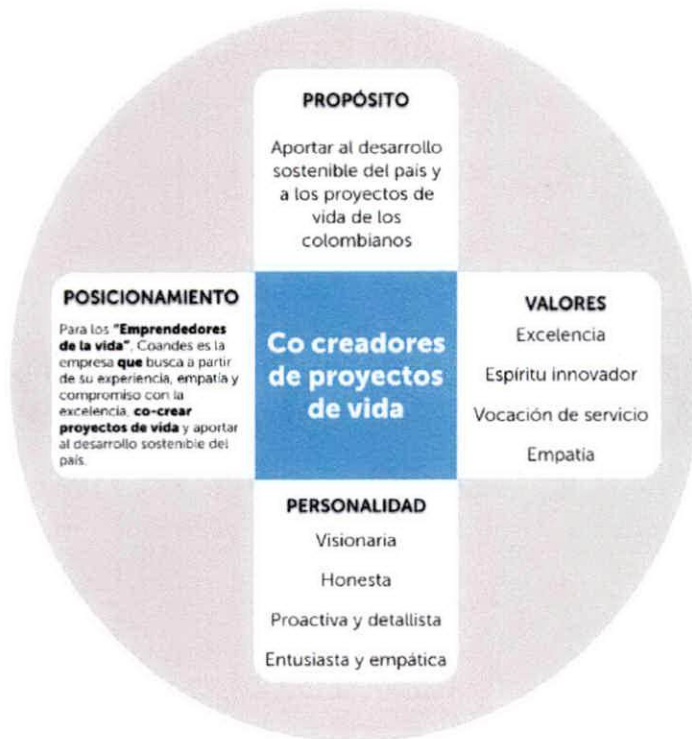 PROPÓSITO
Aportar al desarrollo
sostenible del país y
a los proyectos de
vida de los
colombianos
POSICIONAMIENTO
Para los "Emprendedores
de la vida", Coandes es la
empresa que busca a partir
de su experiencia, empatía y
compromiso con la
excelencia, co-crear
proyectos de vida y aportar
al desarrollo sostenible del
país.
Co creadores
de proyectos
de vida
VALORES
Excelencia
Espíritu innovador
Vocación de servicio
Empatía
PERSONALIDAD
Visionaria
Honesta
Proactiva y detallista
Entusiasta y empática